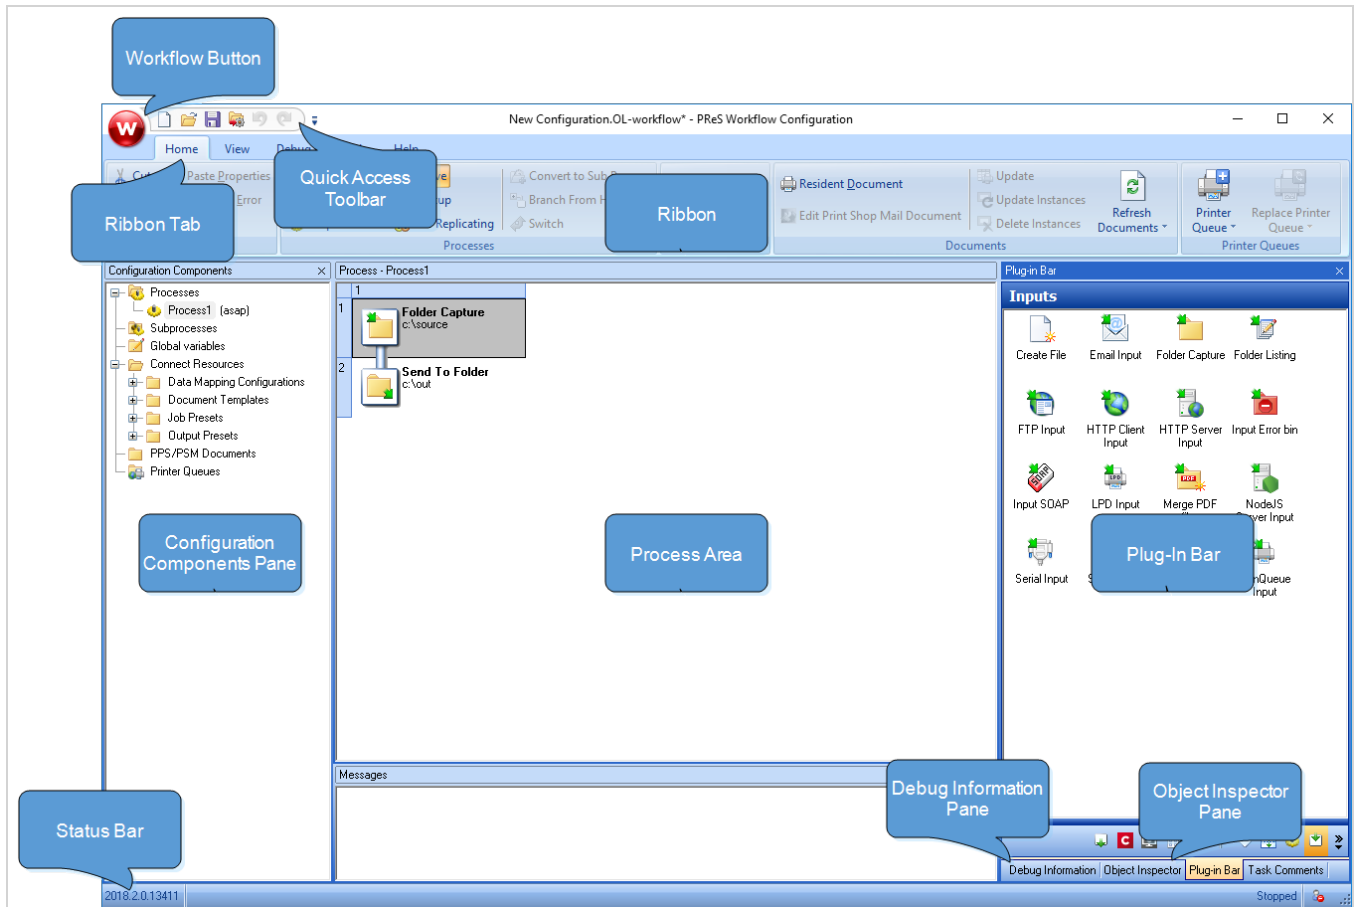 Workflow Button
W
New Configuration.OL-workflow* - PReS Workflow Configuration
Home View
Quick Access
Toolbar
Ribbon Tab
Ribbon
Paste Properties
Error
Replicating
Convert to Sub
Branch From
Switch
Processes
Resident Document
Edit Print Shop Mail Document
Update
Update Instances
Delete Instances
Refresh
Documents
Documents
Printer
Queue
Replace Printer
Queue
Printer Queues
Configuration Components
Processes
Process1 (asap)
Subprocesses
Global variables
Connect Resources
Data Mapping Configurations
Document Templates
Job Presets
Output Presets
PPS/PSM Documents
Printer Queues
Configuration
Components Pane
Process - Process1
1
1
Folder Capture
c:\source
2
Send To Folder
c:\out
Process Area
Messages
Plug-in Bar
Inputs
Create File Email Input Folder Capture Folder Listing
FTP Input HTTP Client Input HTTP Server Input Input Error bin
Input SOAP LPD Input Merge PDF NodeJS
Server Input
Serial Input
Input
Plug-In Bar
Debug Information
Pane
Object Inspector
Pane
Debug Information Object Inspector Plug-in Bar Task Comments
Status Bar
2018.2.0.13411
Stopped